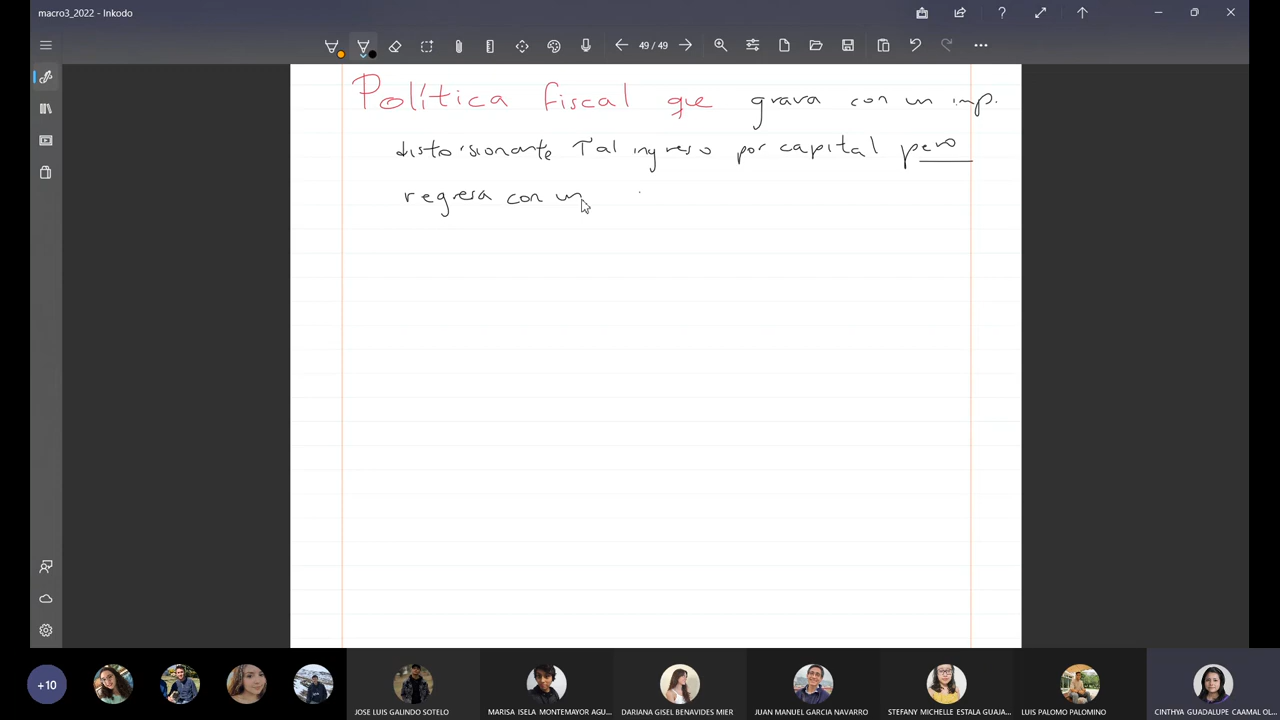 macro3_2022 - Inkodo
49 / 49
Política fiscal que grava con un imp.
distorsionante τ al ingreso por capital pero
regresa con un
+10
JOSE LUIS GALINDO SOTELO
MARISA ISELA MONTEMAYOR AGU...
DARIANA GISEL BENAVIDES MIER
JUAN MANUEL GARCIA NAVARRO
STEFANY MICHELLE ESTALA GUAJA...
LUIS PALOMO PALOMINO
CINTHYA GUADALUPE CAAMAL OL...